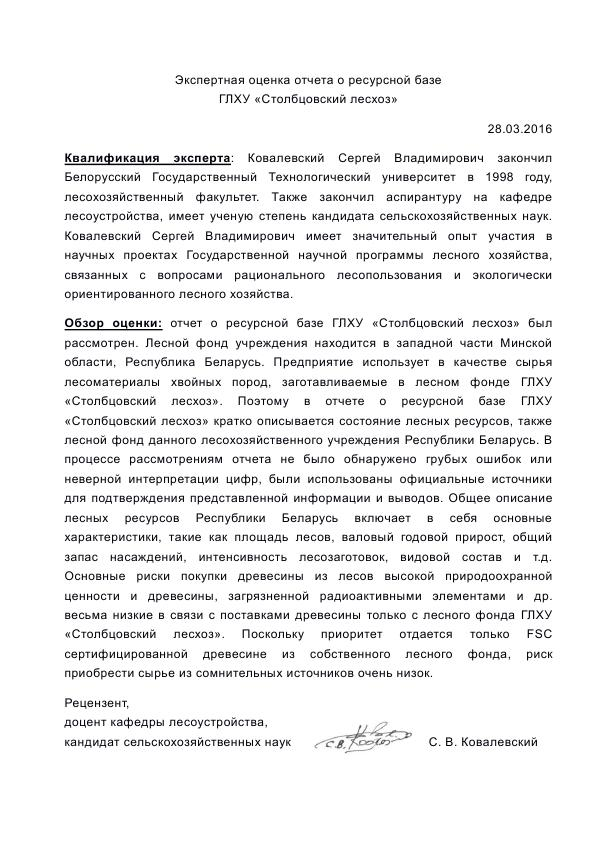 Экспертная оценка отчета о ресурсной базе
ГЛХУ «Столбцовский лесхоз»
28.03.2016
Квалификация эксперта: Ковалевский Сергей Владимирович закончил
Белорусский Государственный Технологический университет в 1998 году,
лесохозяйственный факультет. Также закончил аспирантуру на кафедре
лесоустройства, имеет ученую степень кандидата сельскохозяйственных наук.
Ковалевский Сергей Владимирович имеет значительный опыт участия в
научных проектах Государственной научной программы лесного хозяйства,
связанных с вопросами рационального лесопользования и экологически
ориентированного лесного хозяйства.
Обзор оценки: отчет о ресурсной базе ГЛХУ «Столбцовский лесхоз» был
рассмотрен. Лесной фонд учреждения находится в западной части Минской
области, Республика Беларусь. Предприятие использует в качестве сырья
лесоматериалы хвойных пород, заготавливаемые в лесном фонде ГЛХУ
«Столбцовский лесхоз». Поэтому в отчете о ресурсной базе ГЛХУ
«Столбцовский лесхоз» кратко описывается состояние лесных ресурсов, также
лесной фонд данного лесохозяйственного учреждения Республики Беларусь. В
процессе рассмотрениям отчета не было обнаружено грубых ошибок или
неверной интерпретации цифр, были использованы официальные источники
для подтверждения представленной информации и выводов. Общее описание
лесных ресурсов Республики Беларусь включает в себя основные
характеристики, такие как площадь лесов, валовый годовой прирост, общий
запас насаждений, интенсивность лесозаготовок, видовой состав и т.д.
Основные риски покупки древесины из лесов высокой природоохранной
ценности и древесины, загрязненной радиоактивными элементами и др.
весьма низкие в связи с поставками древесины только с лесного фонда ГЛХУ
«Столбцовский лесхоз». Поскольку приоритет отдается только FSC
сертифицированной древесине из собственного лесного фонда, риск
приобрести сырье из сомнительных источников очень низок.
Рецензент,
доцент кафедры лесоустройства,
кандидат сельскохозяйственных наук С. В. Ковалевский